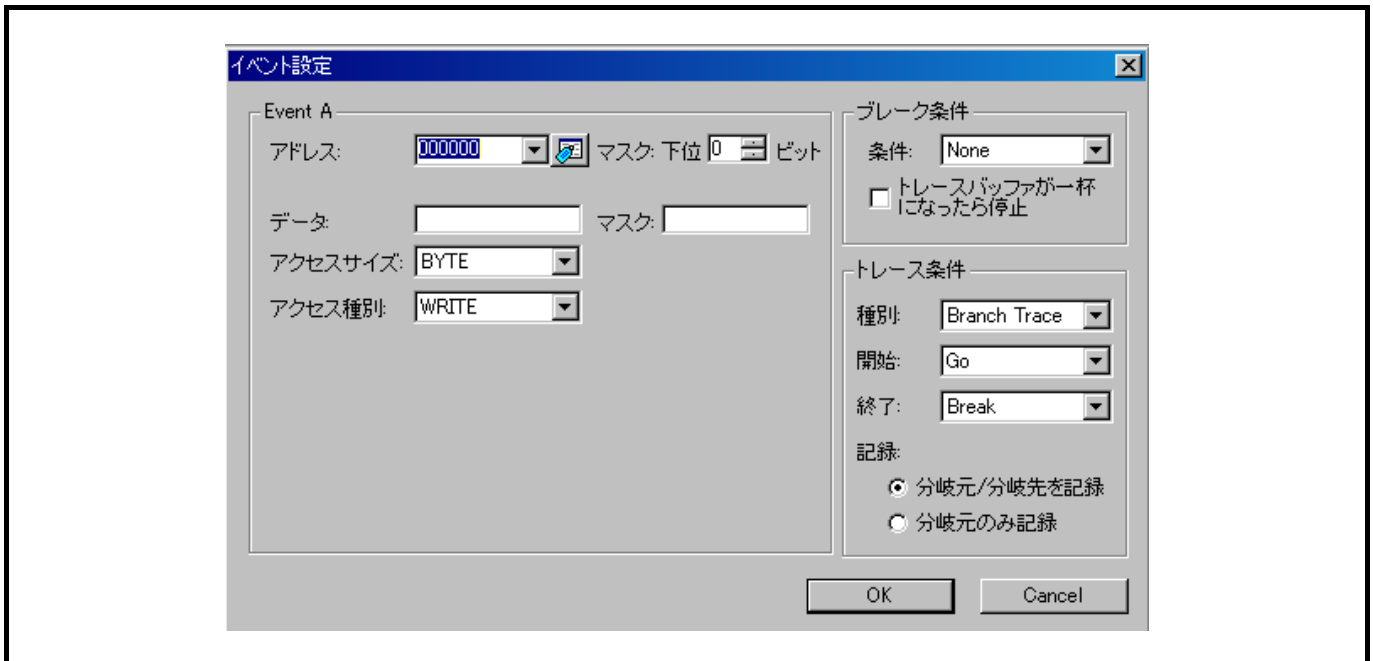 イベント設定
Event A
アドレス: 000000 マスク: 下位 0 ビット
データ: マスク:
アクセスサイズ: BYTE
アクセス種別: WRITE
ブレーク条件
条件: None
トレースバッファが一杯
になったら停止
トレース条件
種別: Branch Trace
開始: Go
終了: Break
記録:
分岐元/分岐先を記録
分岐元のみ記録
OK Cancel